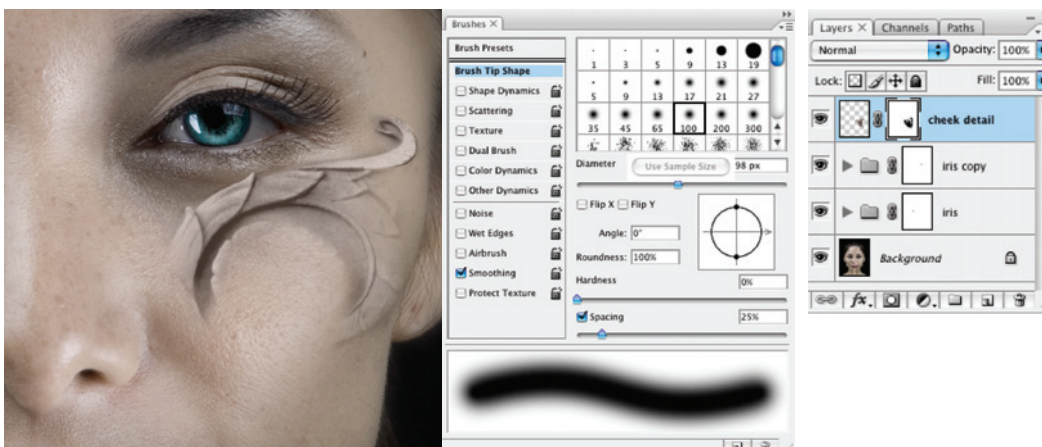 Brushes ×
Brush Presets
Brush Tip Shape
Shape Dynamics
Scattering
Texture
Dual Brush
Color Dynamics
Other Dynamics
Noise
Wet Edges
Airbrush
Smoothing
Protect Texture
1 3 5 9 13 19
5 9 13 17 21 27
35 45 65 100 200 300
Diameter Use Sample Size 98 px
Flip X Flip Y
Angle: 0°
Roundness: 100%
Hardness 0%
Spacing 25%
Layers × Channels Paths
Normal Opacity: 100%
Lock: Fill: 100%
cheek detail
iris copy
iris
Background
fx.